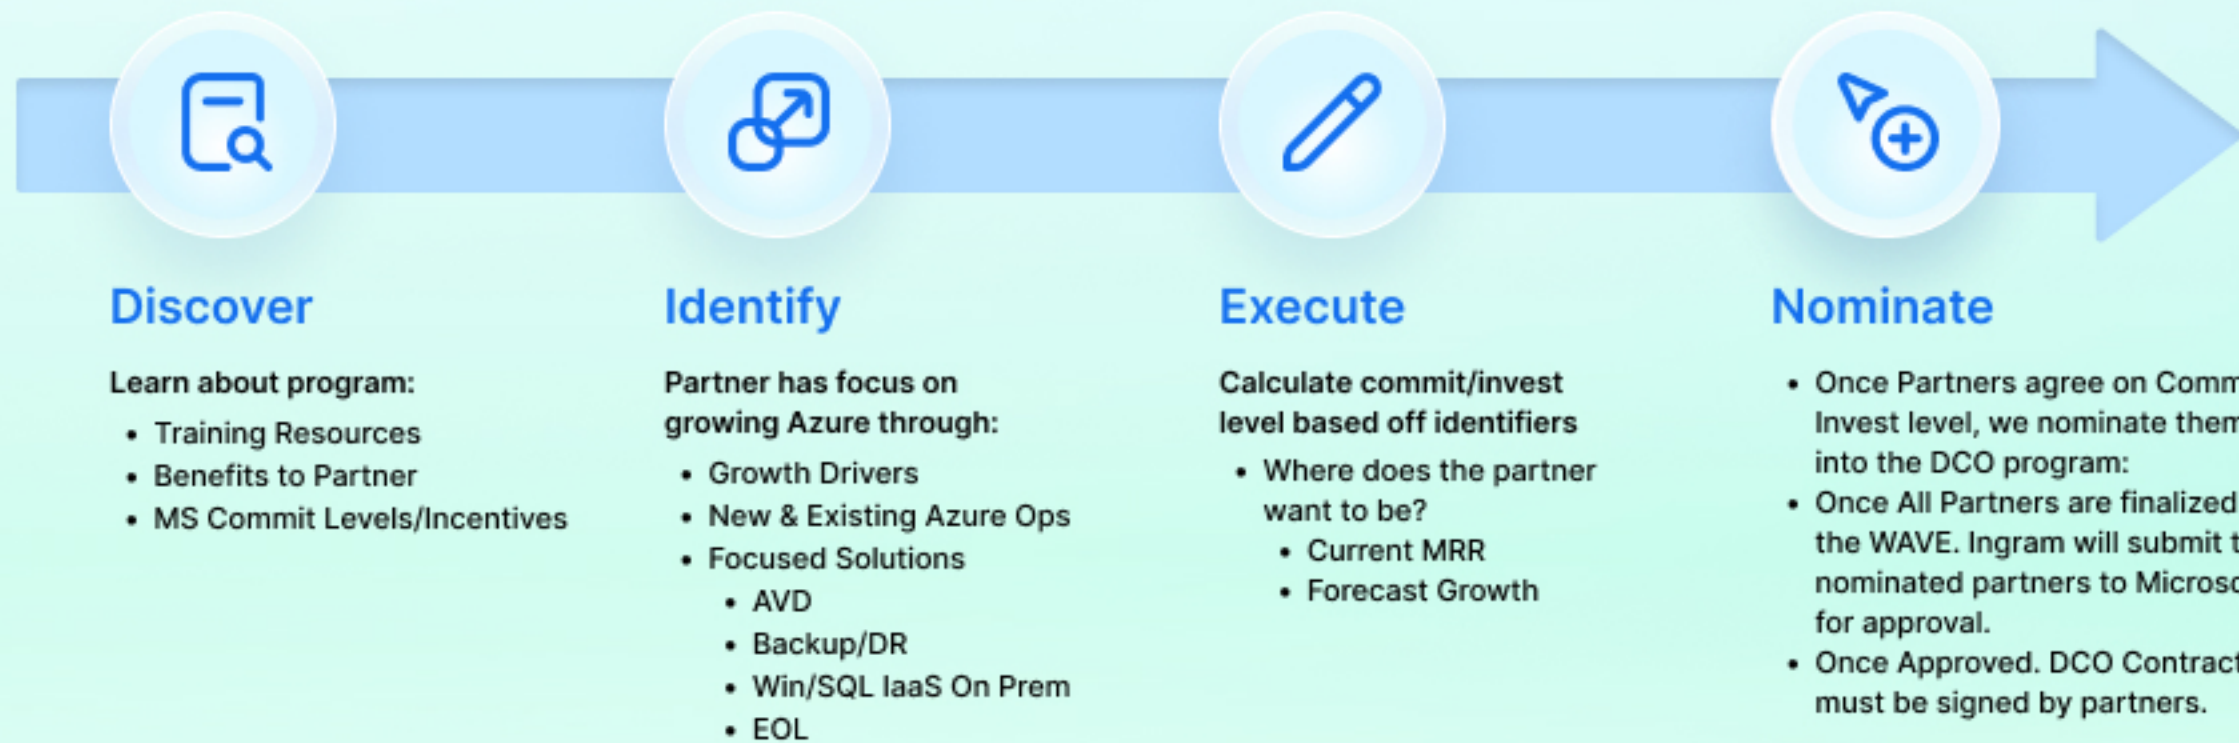 Discover
Learn about program:
• Training Resources
• Benefits to Partner
• MS Commit Levels/Incentives
Identify
Partner has focus on
growing Azure through:
• Growth Drivers
• New & Existing Azure Ops
• Focused Solutions
• AVD
• Backup/DR
• Win/SQL IaaS On Prem
• EOL
Execute
Calculate commit/invest
level based off identifiers
• Where does the partner
want to be?
• Current MRR
• Forecast Growth
Nominate
• Once Partners agree on
Invest level, we nominate
into the DCO program:
• Once All Partners are finalized
the WAVE. Ingram will submit
nominated partners to
for approval.
• Once Approved. DCO
must be signed by partners.